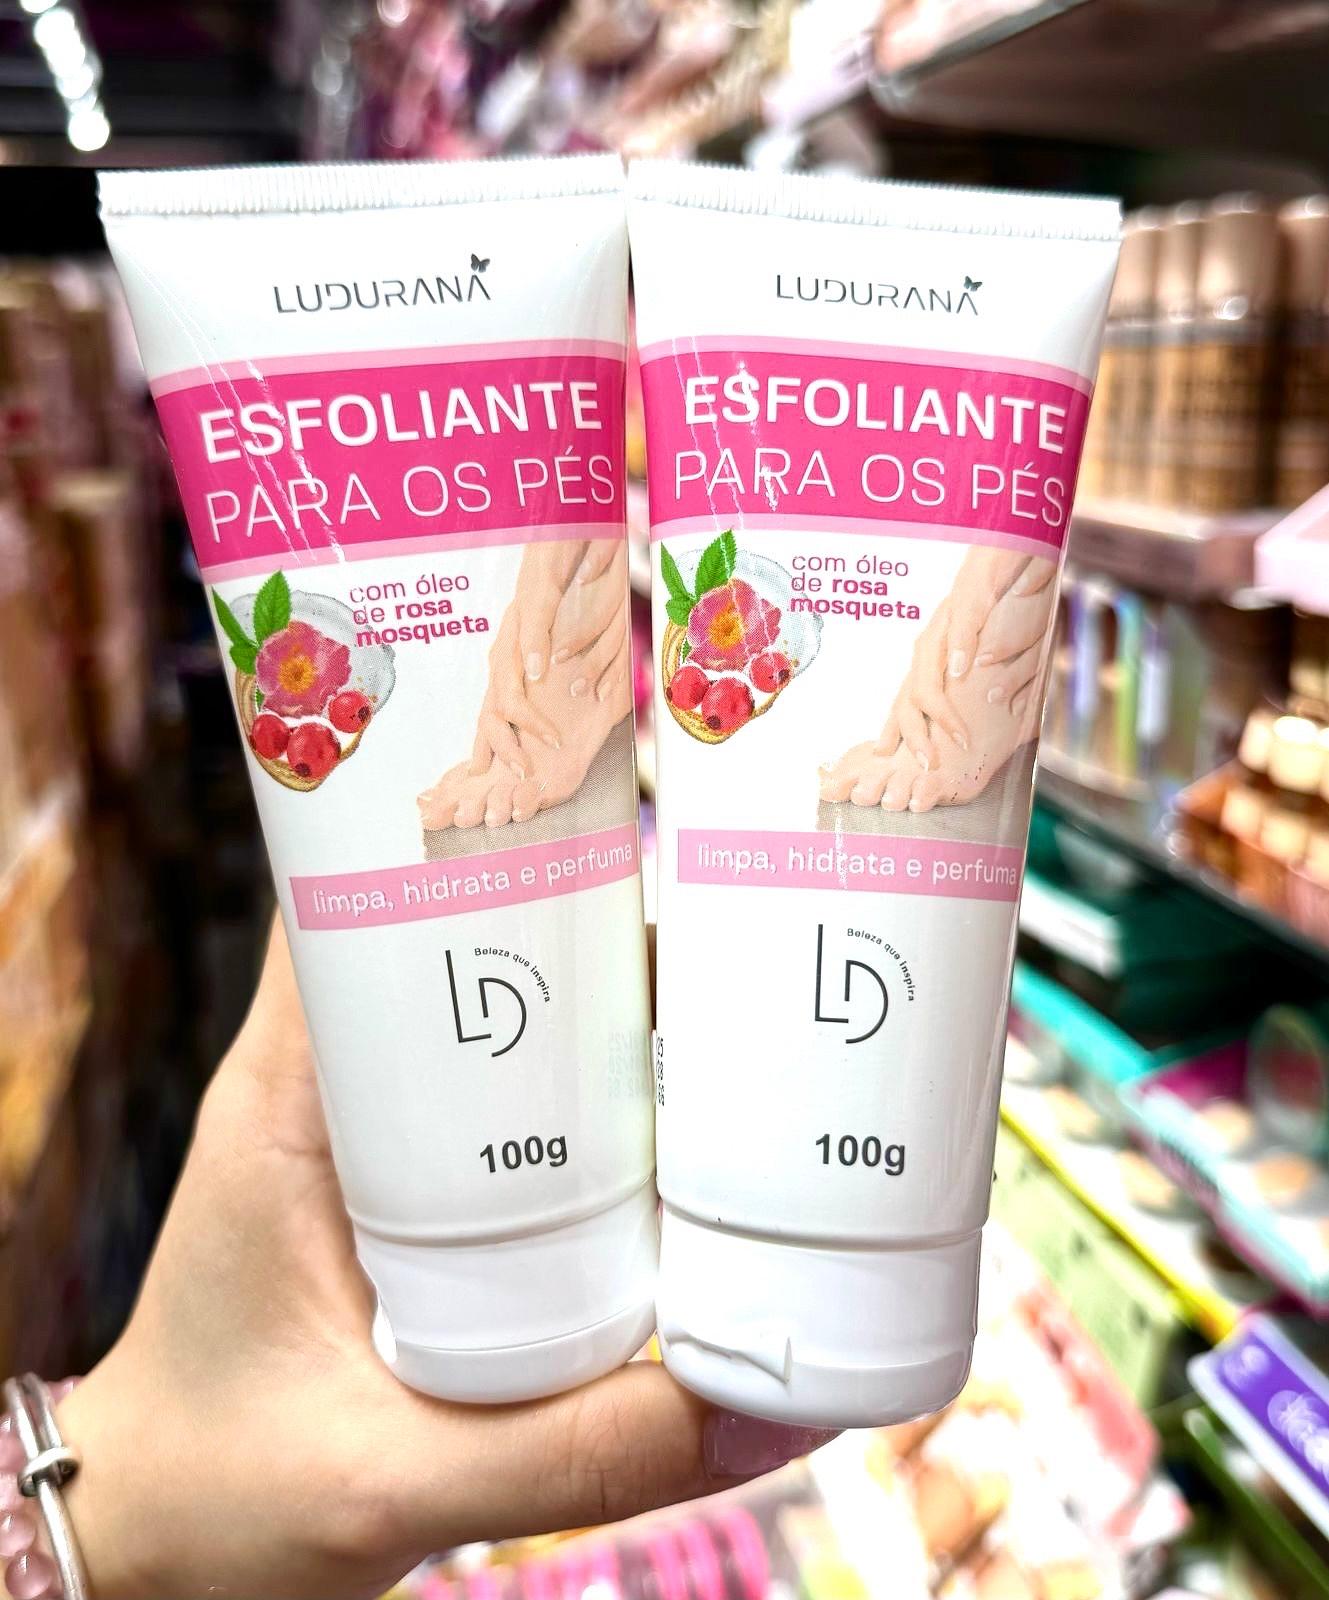 LUDURANA
ESFOLIANTE
PARA OS PÉS
com óleo
de rosa
mosqueta
limpa, hidrata e perfuma
LD
Beleza que inspira
100g
LUDURANA
ESFOLIANTE
PARA OS PÉS
com óleo
de rosa
mosqueta
limpa, hidrata e perfuma
LD
Beleza que inspira
100g